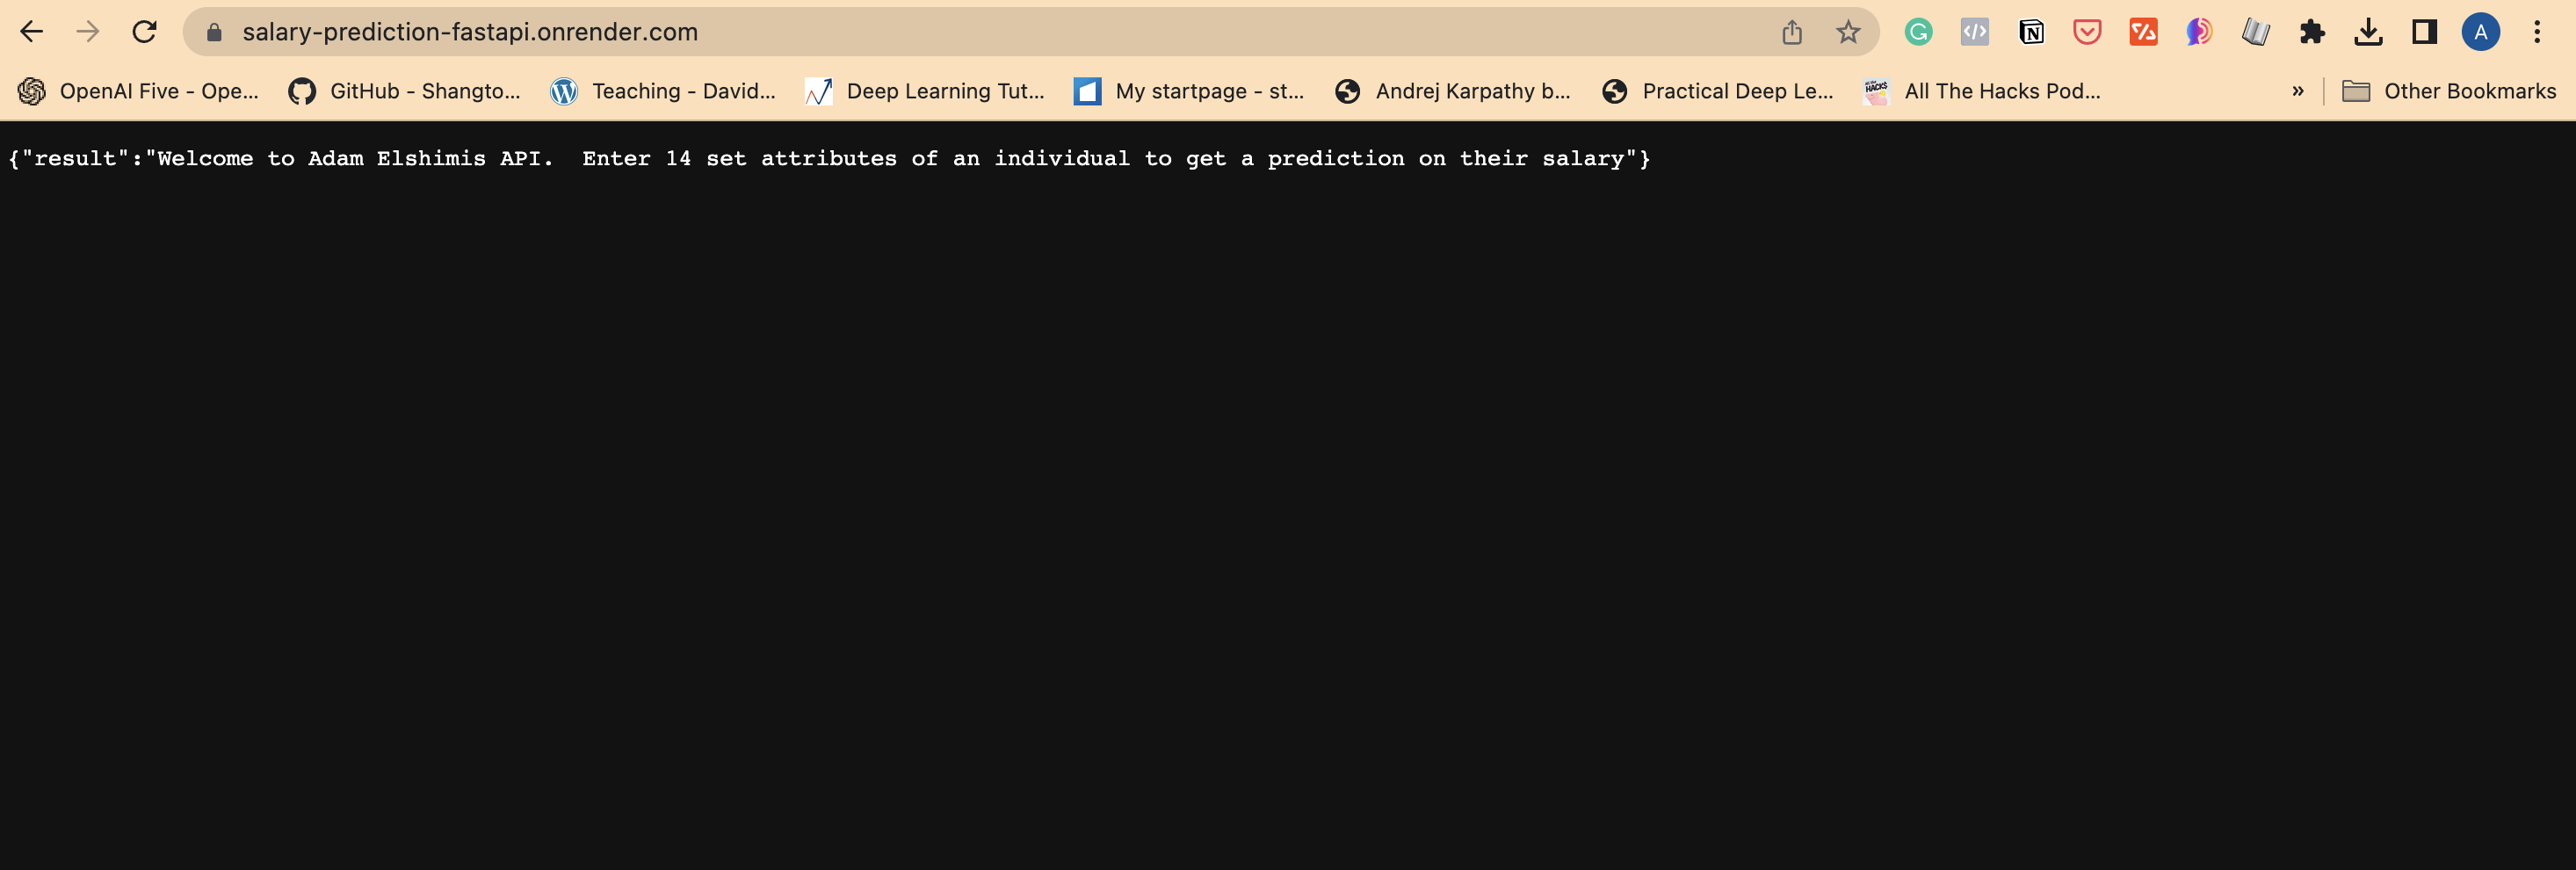 salary-prediction-fastapi.onrender.com
G </> N A
OpenAI Five - Ope... GitHub - Shangto... Teaching - David... Deep Learning Tut... My startpage - st... Andrej Karpathy b... Practical Deep Le... HACKS All The Hacks Pod... » Other Bookmarks
{"result":"Welcome to Adam Elshimis API.  Enter 14 set attributes of an individual to get a prediction on their salary"}